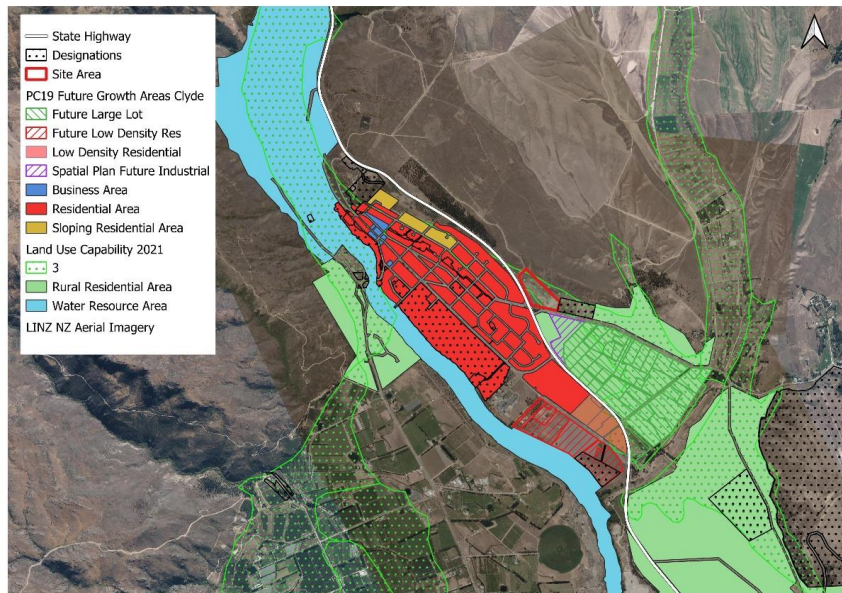 State Highway
Designations
Site Area
PC19 Future Growth Areas Clyde
Future Large Lot
Future Low Density Res
Low Density Residential
Spatial Plan Future Industrial
Business Area
Residential Area
Sloping Residential Area
Land Use Capability 2021
3
Rural Residential Area
Water Resource Area
LINZ NZ Aerial Imagery